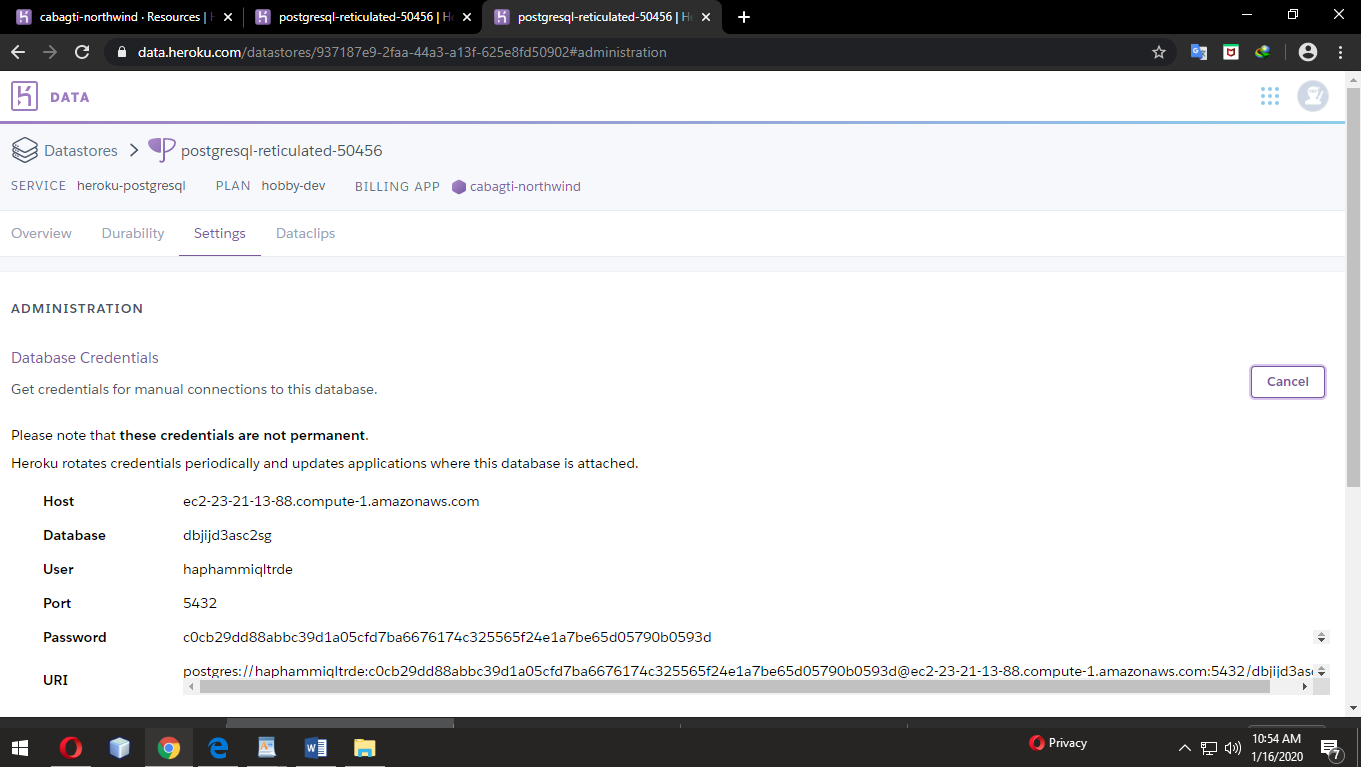 cabagti-northwind · Resources | H
postgresql-reticulated-50456 | He
postgresql-reticulated-50456 | He
data.heroku.com/datastores/937187e9-2faa-44a3-a13f-625e8fd50902#administration
DATA
Datastores
postgresql-reticulated-50456
SERVICE heroku-postgresql PLAN hobby-dev BILLING APP cabagti-northwind
Overview Durability Settings Dataclips
ADMINISTRATION
Database Credentials
Get credentials for manual connections to this database.
Cancel
Please note that these credentials are not permanent.
Heroku rotates credentials periodically and updates applications where this database is attached.
Host ec2-23-21-13-88.compute-1.amazonaws.com
Database dbjijd3asc2sg
User haphammiqltrde
Port 5432
Password c0cb29dd88abbc39d1a05cfd7ba6676174c325565f24e1a7be65d05790b0593d
URI postgres://haphammiqltrde:c0cb29dd88abbc39d1a05cfd7ba6676174c325565f24e1a7be65d05790b0593d@ec2-23-21-13-88.compute-1.amazonaws.com:5432/dbjijd3asc
Privacy
10:54 AM
1/16/2020
7